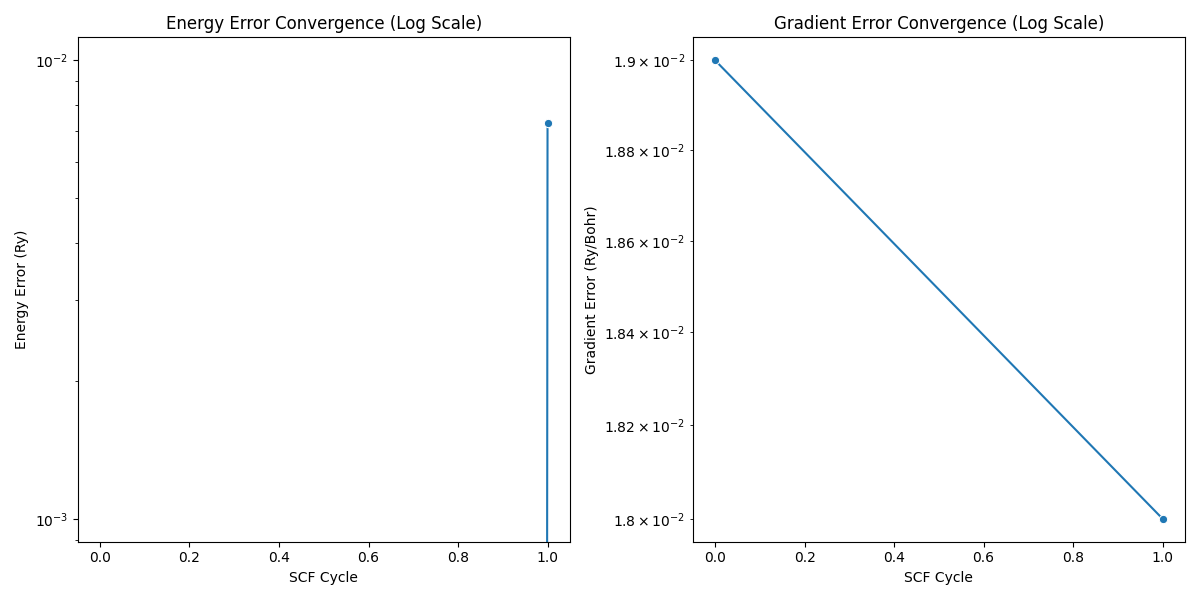 Energy Error Convergence (Log Scale)
10⁻²
10⁻³
Energy Error (Ry)
0.0 0.2 0.4 0.6 0.8 1.0
SCF Cycle
Gradient Error Convergence (Log Scale)
1.9 × 10⁻²
1.88 × 10⁻²
1.86 × 10⁻²
1.84 × 10⁻²
1.82 × 10⁻²
1.8 × 10⁻²
Gradient Error (Ry/Bohr)
0.0 0.2 0.4 0.6 0.8 1.0
SCF Cycle